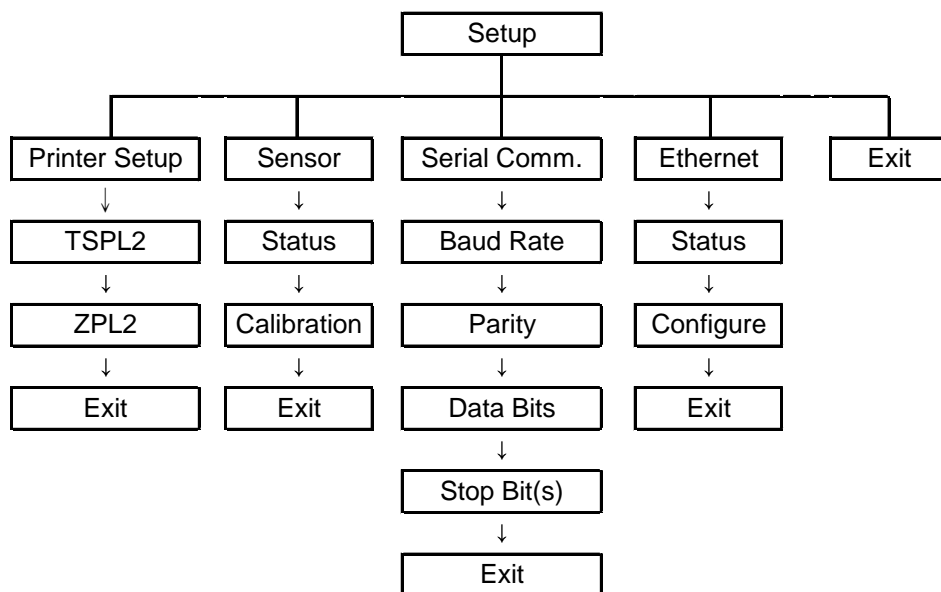 Setup
Printer Setup
Sensor
Serial Comm.
Ethernet
Exit
↓
↓
↓
↓
TSPL2
Status
Baud Rate
Status
↓
↓
↓
↓
ZPL2
Calibration
Parity
Configure
↓
↓
↓
↓
Exit
Exit
Data Bits
Exit
↓
Stop Bit(s)
↓
Exit